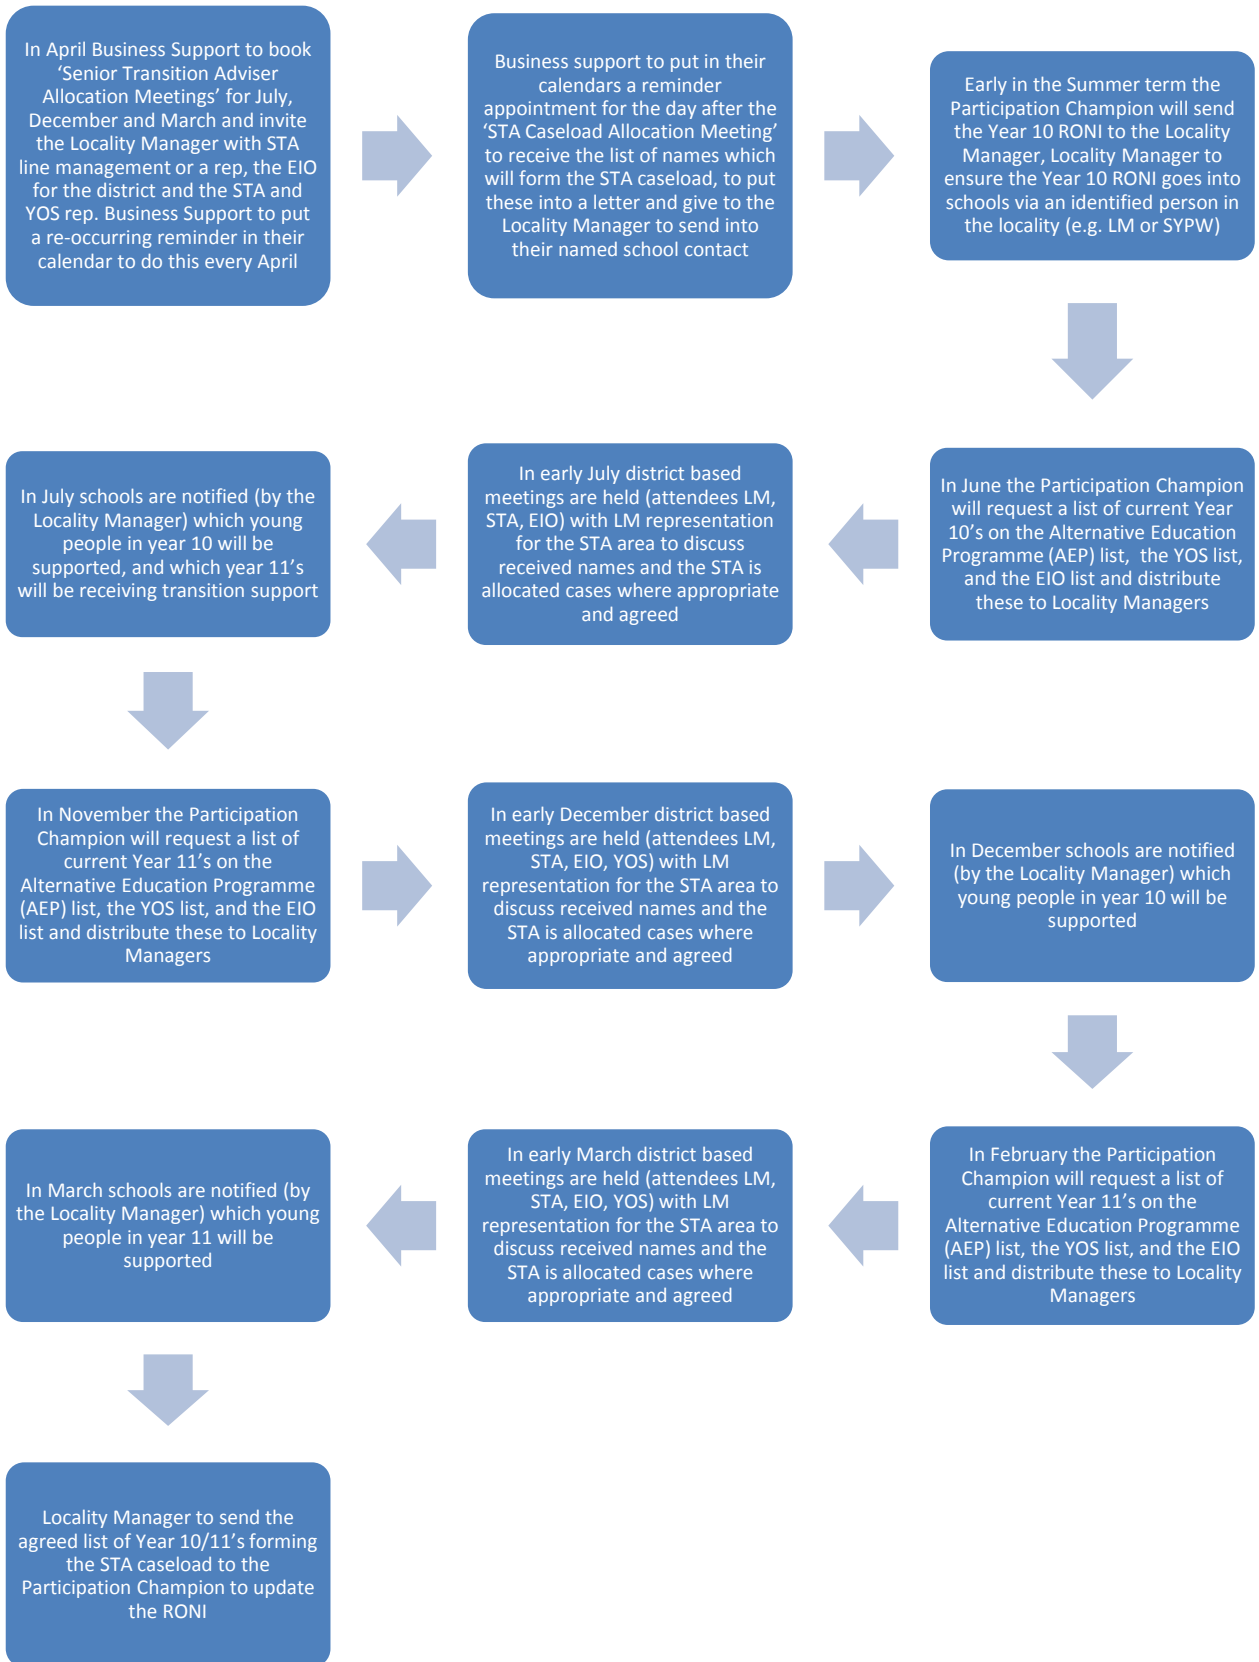 In April Business Support to book
‘Senior Transition Adviser
Allocation Meetings’ for July,
December and March and invite
the Locality Manager with STA
line management or a rep, the EIO
for the district and the STA and
YOS rep. Business Support to put
a re-occurring reminder in their
calendar to do this every April
Business support to put in their
calendars a reminder
appointment for the day after the
‘STA Caseload Allocation Meeting’
to receive the list of names which
will form the STA caseload, to put
these into a letter and give to the
Locality Manager to send into
their named school contact
Early in the Summer term the
Participation Champion will send
the Year 10 RONI to the Locality
Manager, Locality Manager to
ensure the Year 10 RONI goes into
schools via an identified person in
the locality (e.g. LM or SYPW)
In June the Participation Champion
will request a list of current Year
10’s on the Alternative Education
Programme (AEP) list, the YOS list,
and the EIO list and distribute
these to Locality Managers
In early July district based
meetings are held (attendees LM,
STA, EIO) with LM representation
for the STA area to discuss
received names and the STA is
allocated cases where appropriate
and agreed
In July schools are notified (by the
Locality Manager) which young
people in year 10 will be
supported, and which year 11’s
will be receiving transition support
In November the Participation
Champion will request a list of
current Year 11’s on the
Alternative Education Programme
(AEP) list, the YOS list, and the EIO
list and distribute these to Locality
Managers
In early December district based
meetings are held (attendees LM,
STA, EIO, YOS) with LM
representation for the STA area to
discuss received names and the
STA is allocated cases where
appropriate and agreed
In December schools are notified
(by the Locality Manager) which
young people in year 10 will be
supported
In February the Participation
Champion will request a list of
current Year 11’s on the
Alternative Education Programme
(AEP) list, the YOS list, and the EIO
list and distribute these to Locality
Managers
In early March district based
meetings are held (attendees LM,
STA, EIO, YOS) with LM
representation for the STA area to
discuss received names and the
STA is allocated cases where
appropriate and agreed
In March schools are notified (by
the Locality Manager) which young
people in year 11 will be
supported
Locality Manager to send the
agreed list of Year 10/11’s forming
the STA caseload to the
Participation Champion to update
the RONI